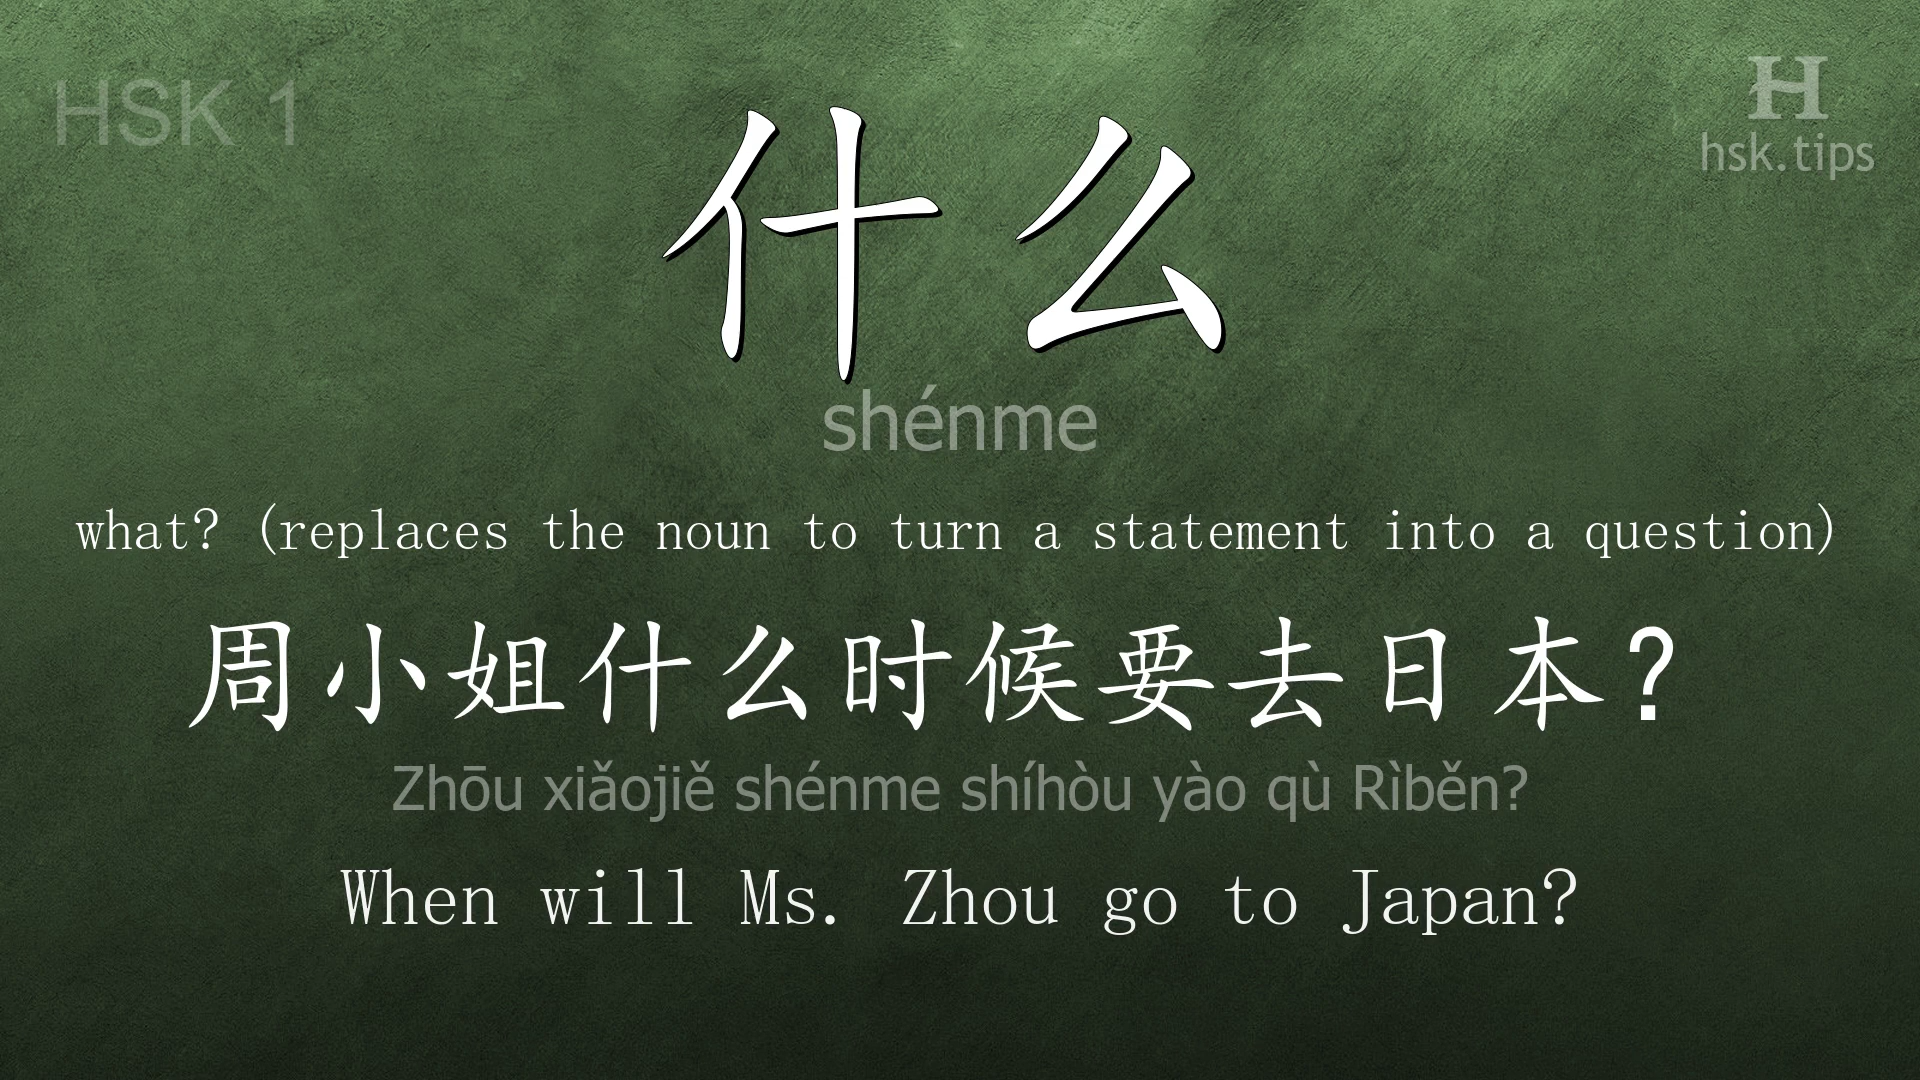 HSK 1
H
hsk.tips
什么
shénme
what? (replaces the noun to turn a statement into a question)
周小姐什么时候要去日本?
Zhōu xiǎojiě shénme shíhòu yào qù Rìběn?
When will Ms. Zhou go to Japan?